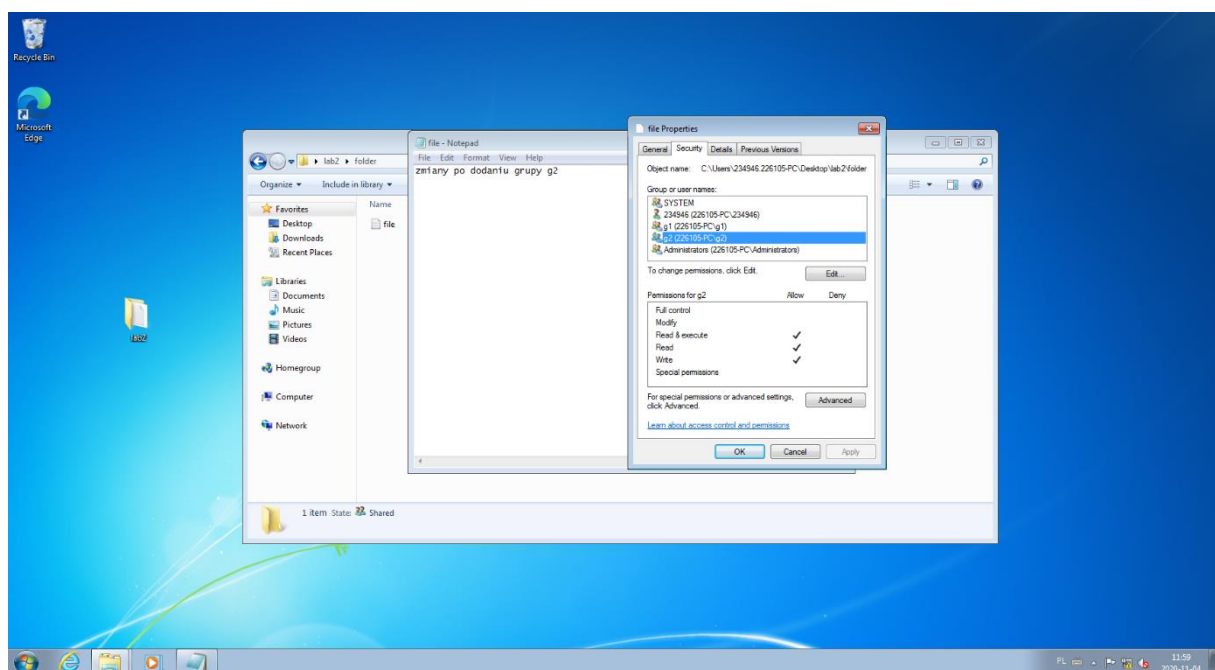 Recycle Bin
Microsoft
Edge
lab2
lab2 ▸ folder
Organize
Include in library
Favorites
Desktop
Downloads
Recent Places
Libraries
Documents
Music
Pictures
Videos
Homegroup
Computer
Network
Name
file
1 item State: Shared
file - Notepad
File Edit Format View Help
zmiany po dodaniu grupy g2
file Properties
General Security Details Previous Versions
Object name: C:\Users\234946.226105-PC\Desktop\lab2\folder
Group or user names:
SYSTEM
234946 (226105-PC\234946)
g1 (226105-PC\g1)
g2 (226105-PC\g2)
Administrators (226105-PC\Administrators)
To change permissions, click Edit.
Edit...
Permissions for g2 Allow Deny
Full control
Modify
Read & execute
Read
Write
Special permissions
For special permissions or advanced settings,
click Advanced.
Advanced
Learn about access control and permissions
OK Cancel Apply
PL
11:59
2020-11-04